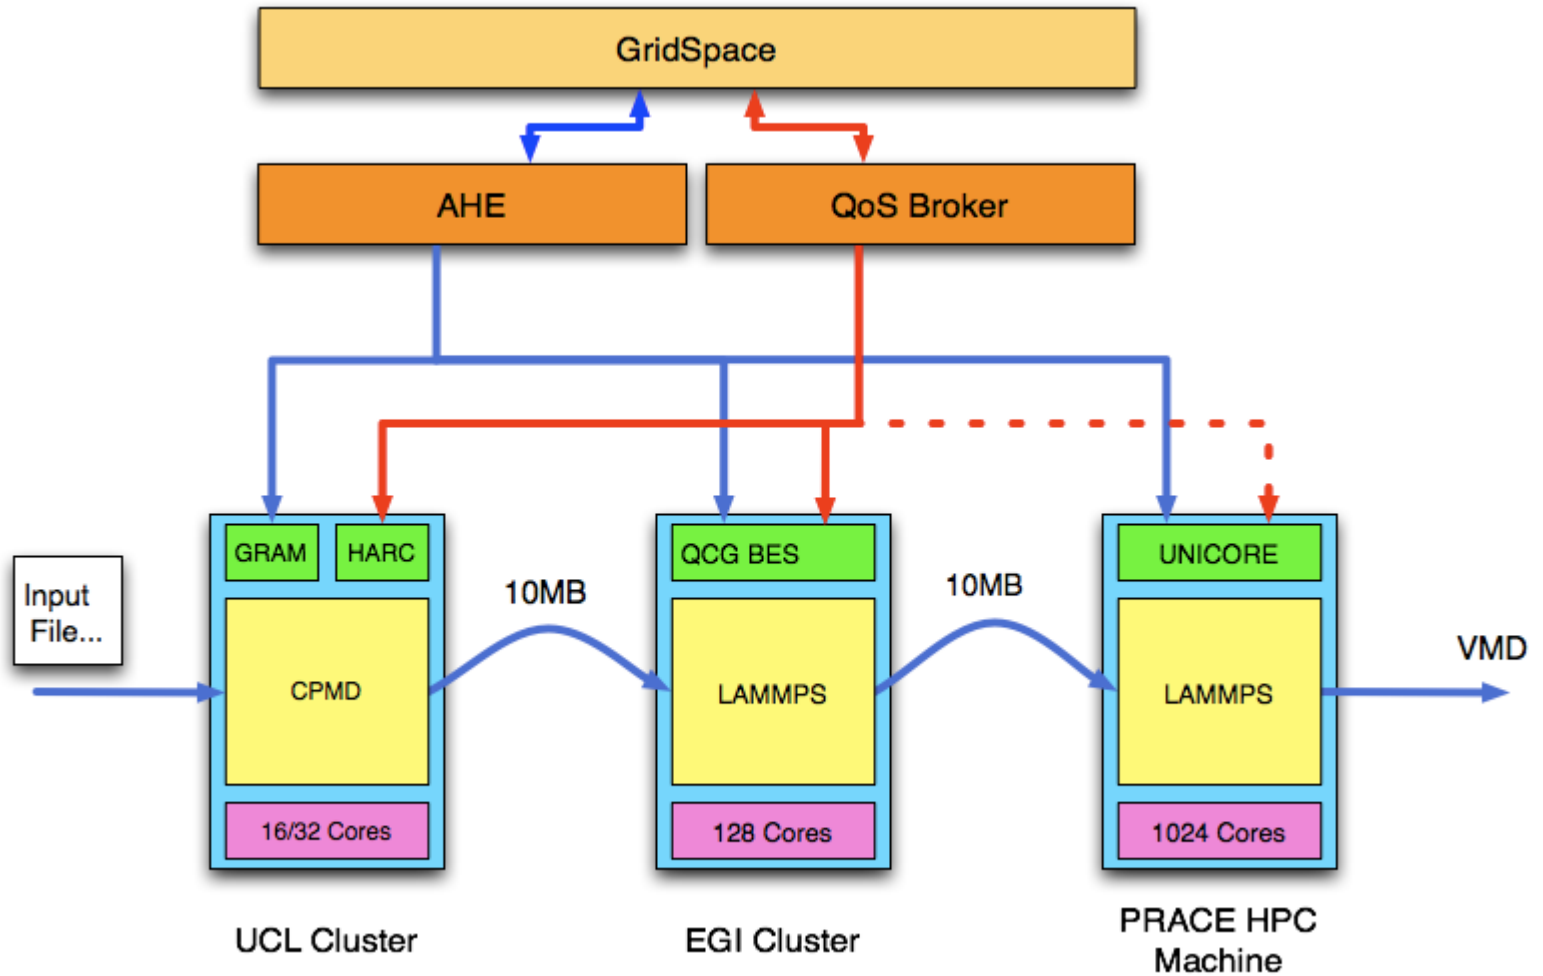 GridSpace
AHE
QoS Broker
GRAM
HARC
QCG BES
UNICORE
Input
File...
10MB
10MB
VMD
CPMD
LAMMPS
LAMMPS
16/32 Cores
128 Cores
1024 Cores
UCL Cluster
EGI Cluster
PRACE HPC
Machine